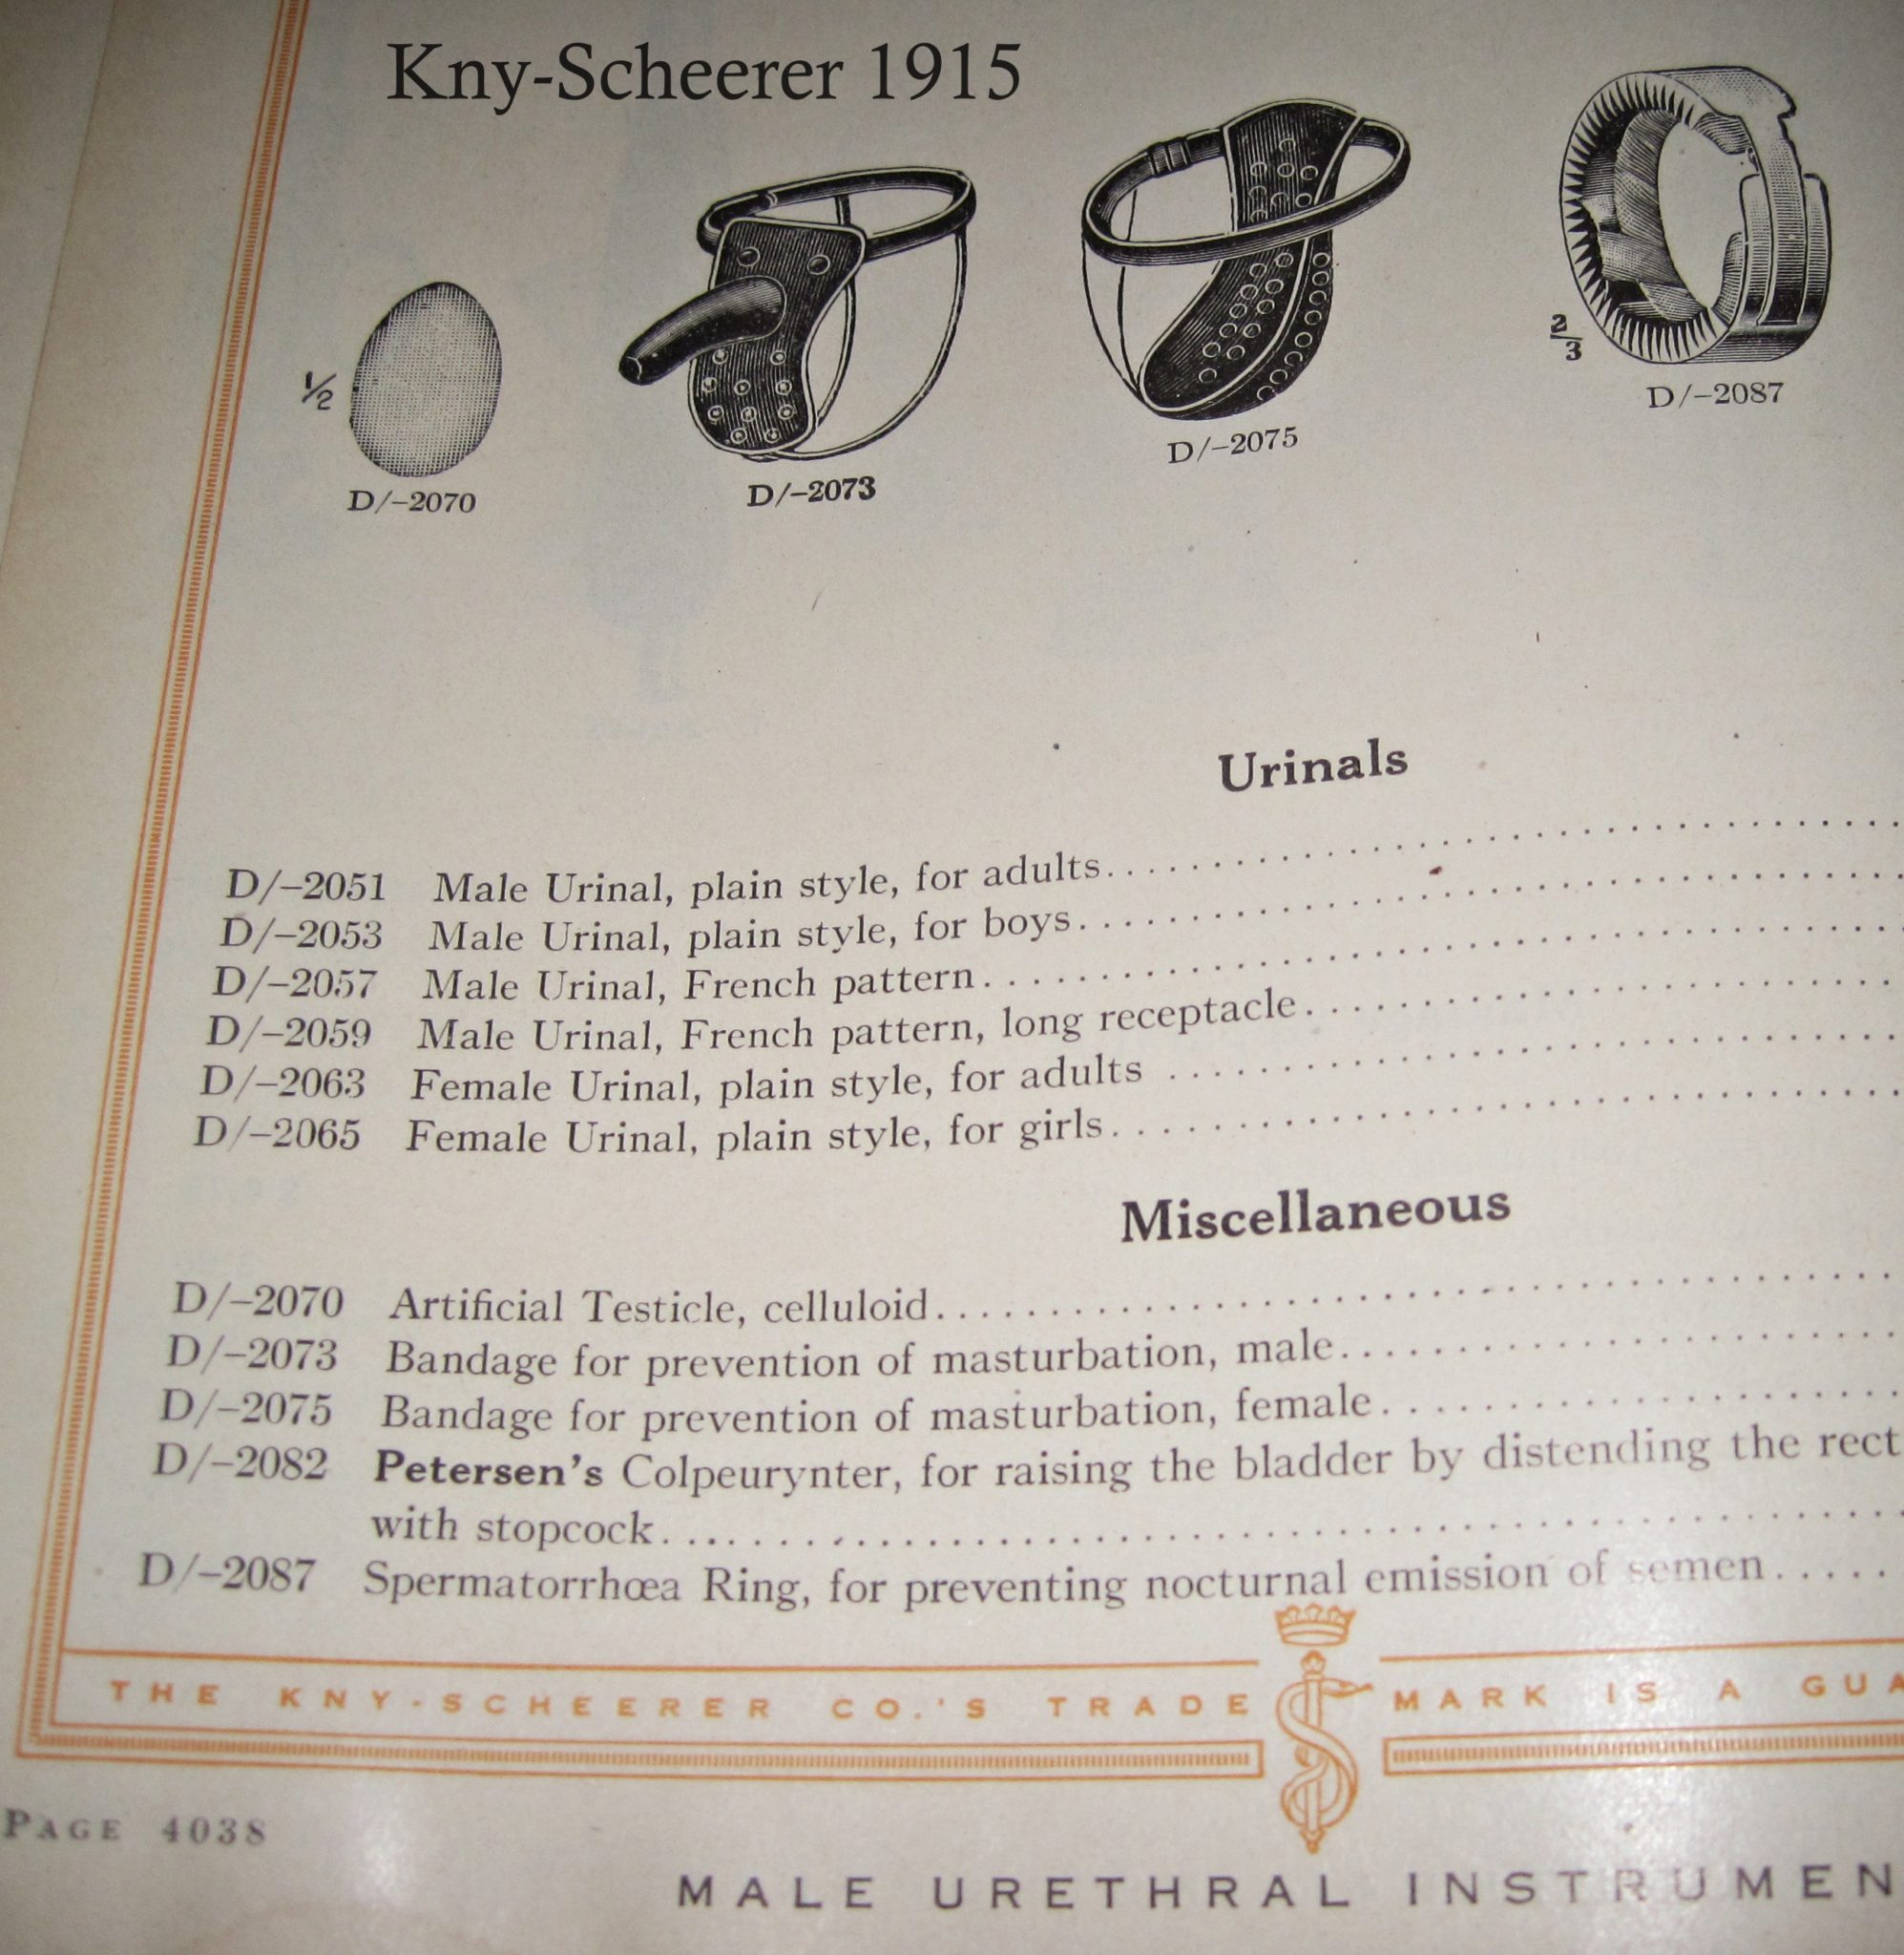 Kny-Scheerer 1915
1/2
2/3
D/-2070
D/-2073
D/-2075
D/-2087
Urinals
D/-2051 Male Urinal, plain style, for adults
D/-2053 Male Urinal, plain style, for boys
D/-2057 Male Urinal, French pattern
D/-2059 Male Urinal, French pattern, long receptacle
D/-2063 Female Urinal, plain style, for adults
D/-2065 Female Urinal, plain style, for girls
Miscellaneous
D/-2070 Artificial Testicle, celluloid
D/-2073 Bandage for prevention of masturbation, male
D/-2075 Bandage for prevention of masturbation, female
D/-2082 Petersen's Colpeurynter, for raising the bladder by distending the rect
with stopcock
D/-2087 Spermatorrhœa Ring, for preventing nocturnal emission of semen
THE KNY-SCHEERER CO.'S TRADE MARK IS A GUA
PAGE 4038
MALE URETHRAL INSTRUMEN